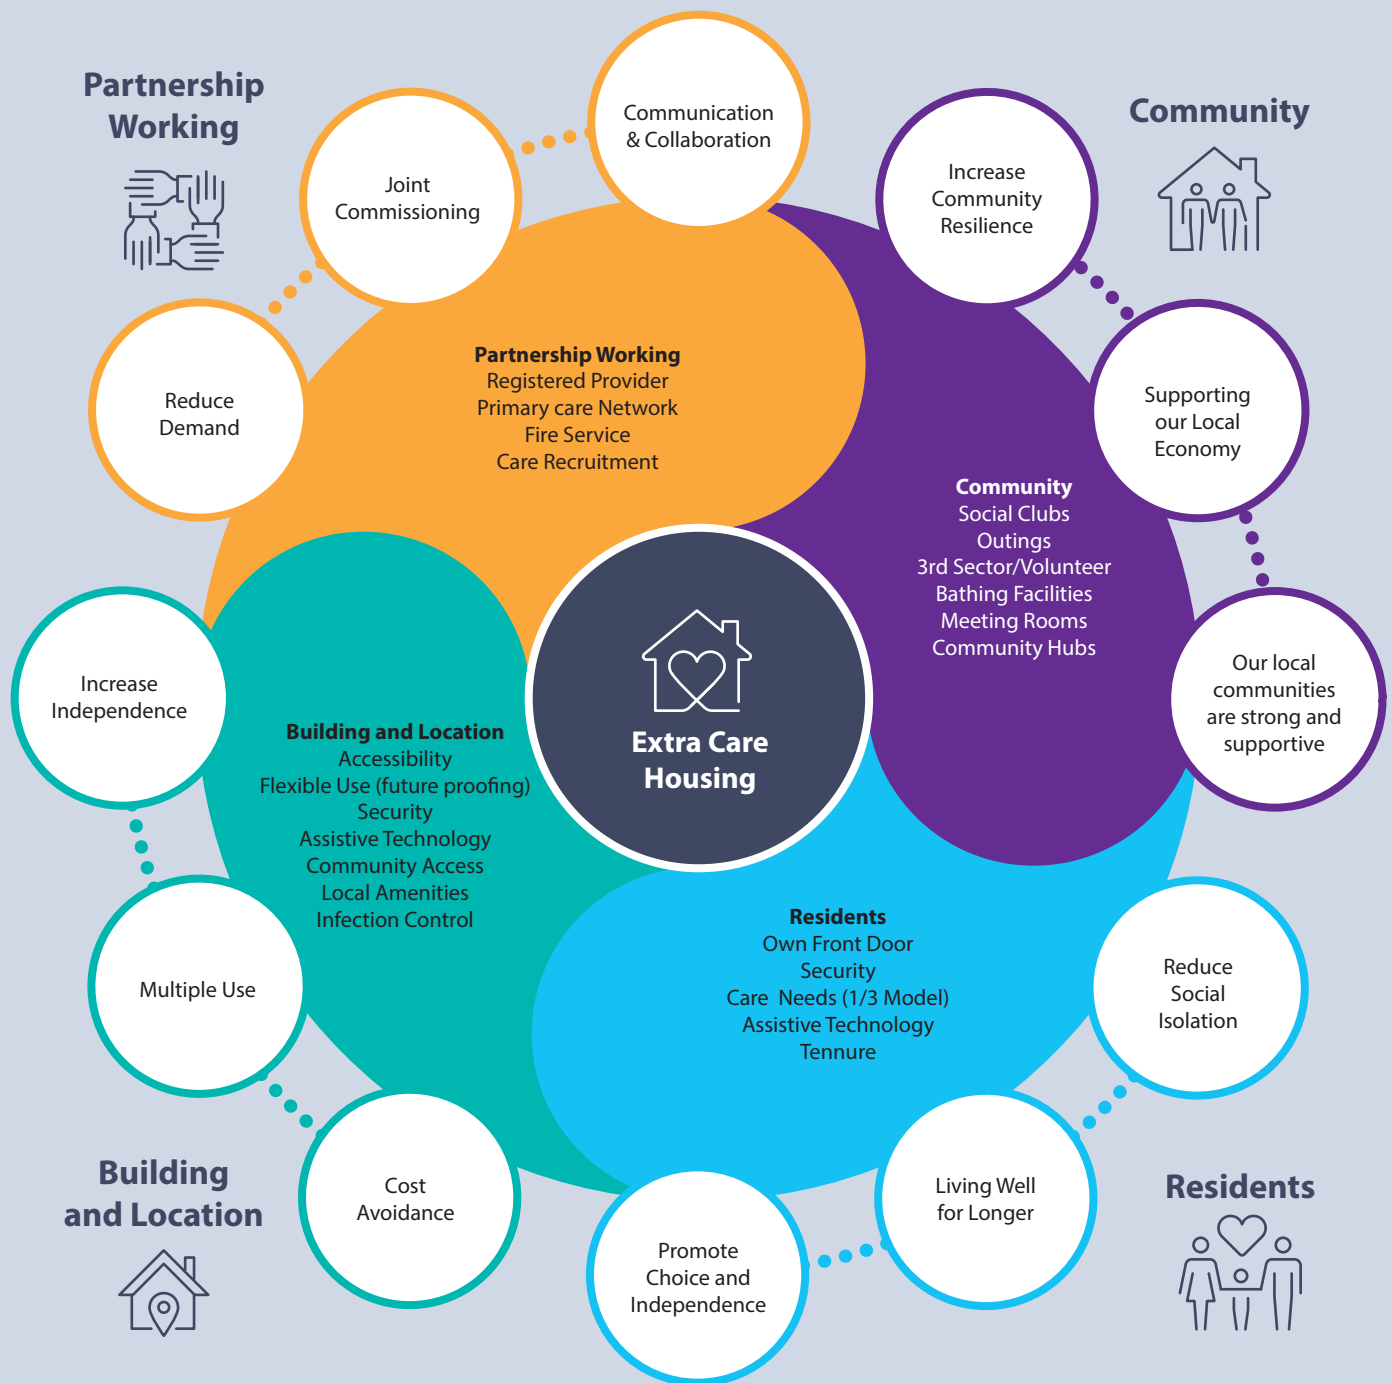 Partnership
Working
Community
Communication
& Collaboration
Joint
Commissioning
Reduce
Demand
Increase
Community
Resilience
Supporting
our Local
Economy
Our local
communities
are strong and
supportive
Partnership Working
Registered Provider
Primary care Network
Fire Service
Care Recruitment
Community
Social Clubs
Outings
3rd Sector/Volunteer
Bathing Facilities
Meeting Rooms
Community Hubs
Extra Care
Housing
Building and Location
Accessibility
Flexible Use (future proofing)
Security
Assistive Technology
Community Access
Local Amenities
Infection Control
Residents
Own Front Door
Security
Care  Needs (1/3 Model)
Assistive Technology
Tennure
Increase
Independence
Multiple Use
Cost
Avoidance
Promote
Choice and
Independence
Living Well
for Longer
Reduce
Social
Isolation
Building
and Location
Residents